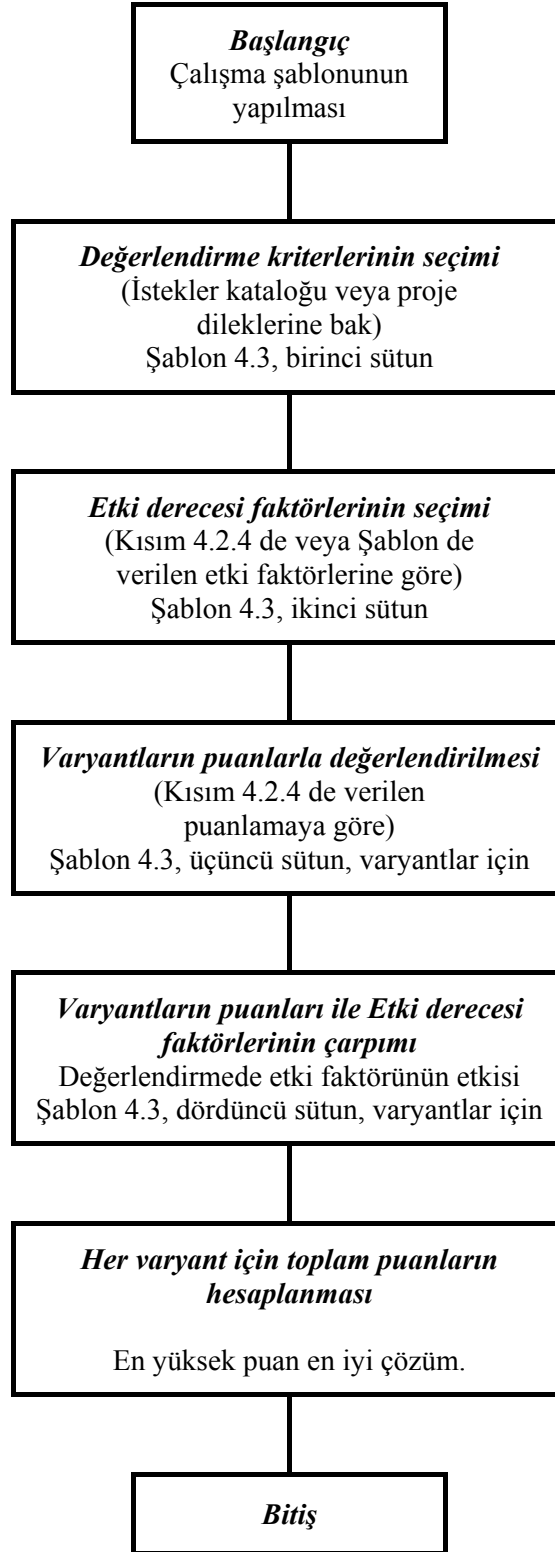 Başlangıç
Çalışma şablonunun
yapılması
Değerlendirme kriterlerinin seçimi
(İstekler kataloğu veya proje
dileklerine bak)
Şablon 4.3, birinci sütun
Etki derecesi faktörlerinin seçimi
(Kısım 4.2.4 de veya Şablon de
verilen etki faktörlerine göre)
Şablon 4.3, ikinci sütun
Varyantların puanlarla değerlendirilmesi
(Kısım 4.2.4 de verilen
puanlamaya göre)
Şablon 4.3, üçüncü sütun, varyantlar için
Varyantların puanları ile Etki derecesi
faktörlerinin çarpımı
Değerlendirmede etki faktörünün etkisi
Şablon 4.3, dördüncü sütun, varyantlar için
Her varyant için toplam puanların
hesaplanması
En yüksek puan en iyi çözüm.
Bitiş